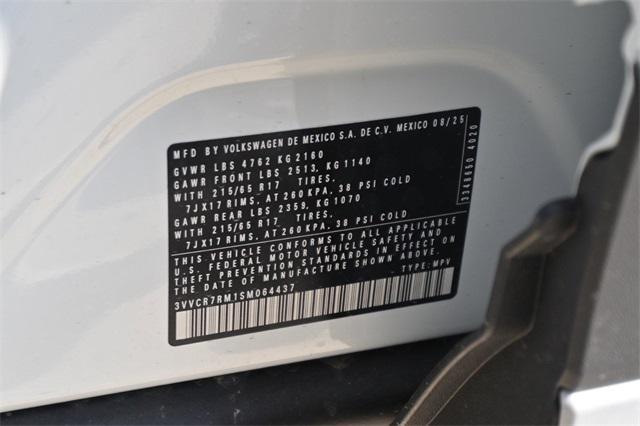 MFD BY VOLKSWAGEN DE MEXICO S.A. DE C.V. MEXICO 08/25
GVWR LBS 4762 KG 2160
GAWR FRONT LBS 2513, KG 1140
WITH 215/65 R17 TIRES.
7JX17 RIMS, AT 260 KPA, 38 PSI COLD
GAWR REAR LBS 2359, KG 1070
WITH 215/65 R17 TIRES.
7JX17 RIMS, AT 260 KPA, 38 PSI COLD
THIS VEHICLE CONFORMS TO ALL APPLICABLE
U.S. FEDERAL MOTOR VEHICLE SAFETY AND
THEFT PREVENTION STANDARDS IN EFFECT ON
THE DATE OF MANUFACTURE SHOWN ABOVE.
3VVCR7RM1SM064437 TYPE: MPV
3348650 4020